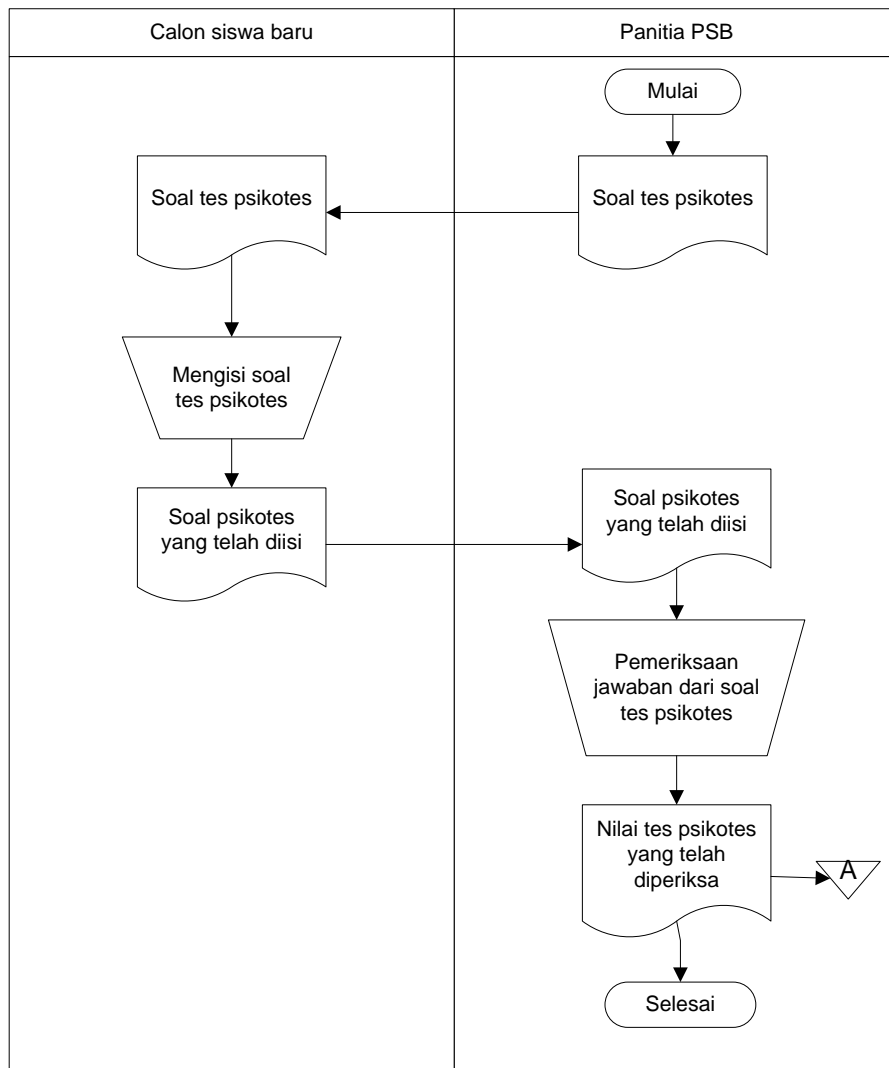 Calon siswa baru
Panitia PSB
Mulai
Soal tes psikotes
Soal tes psikotes
Mengisi soal
tes psikotes
Soal psikotes
yang telah diisi
Soal psikotes
yang telah diisi
Pemeriksaan
jawaban dari soal
tes psikotes
Nilai tes psikotes
yang telah
diperiksa
A
Selesai